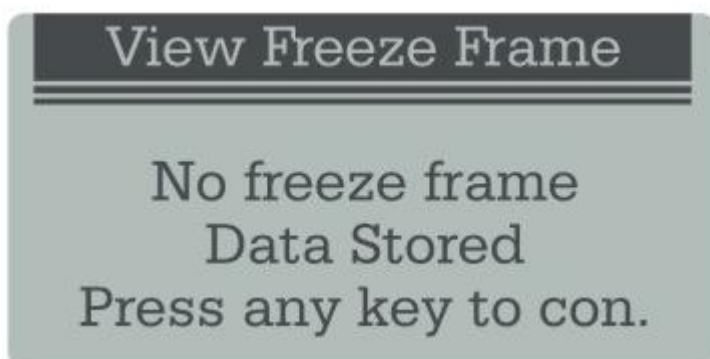 View Freeze Frame
No freeze frame
Data Stored
Press any key to con.